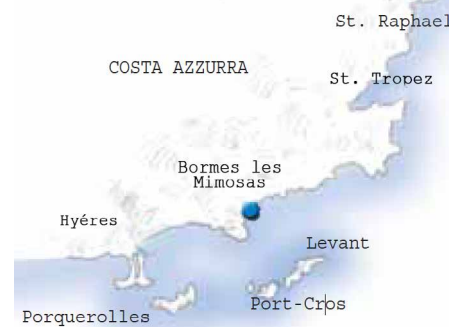 St. Raphael
COSTA AZZURRA
St. Tropez
Bormes les
Mimosas
Hyéres
Levant
Port-Cros
Porquerolles